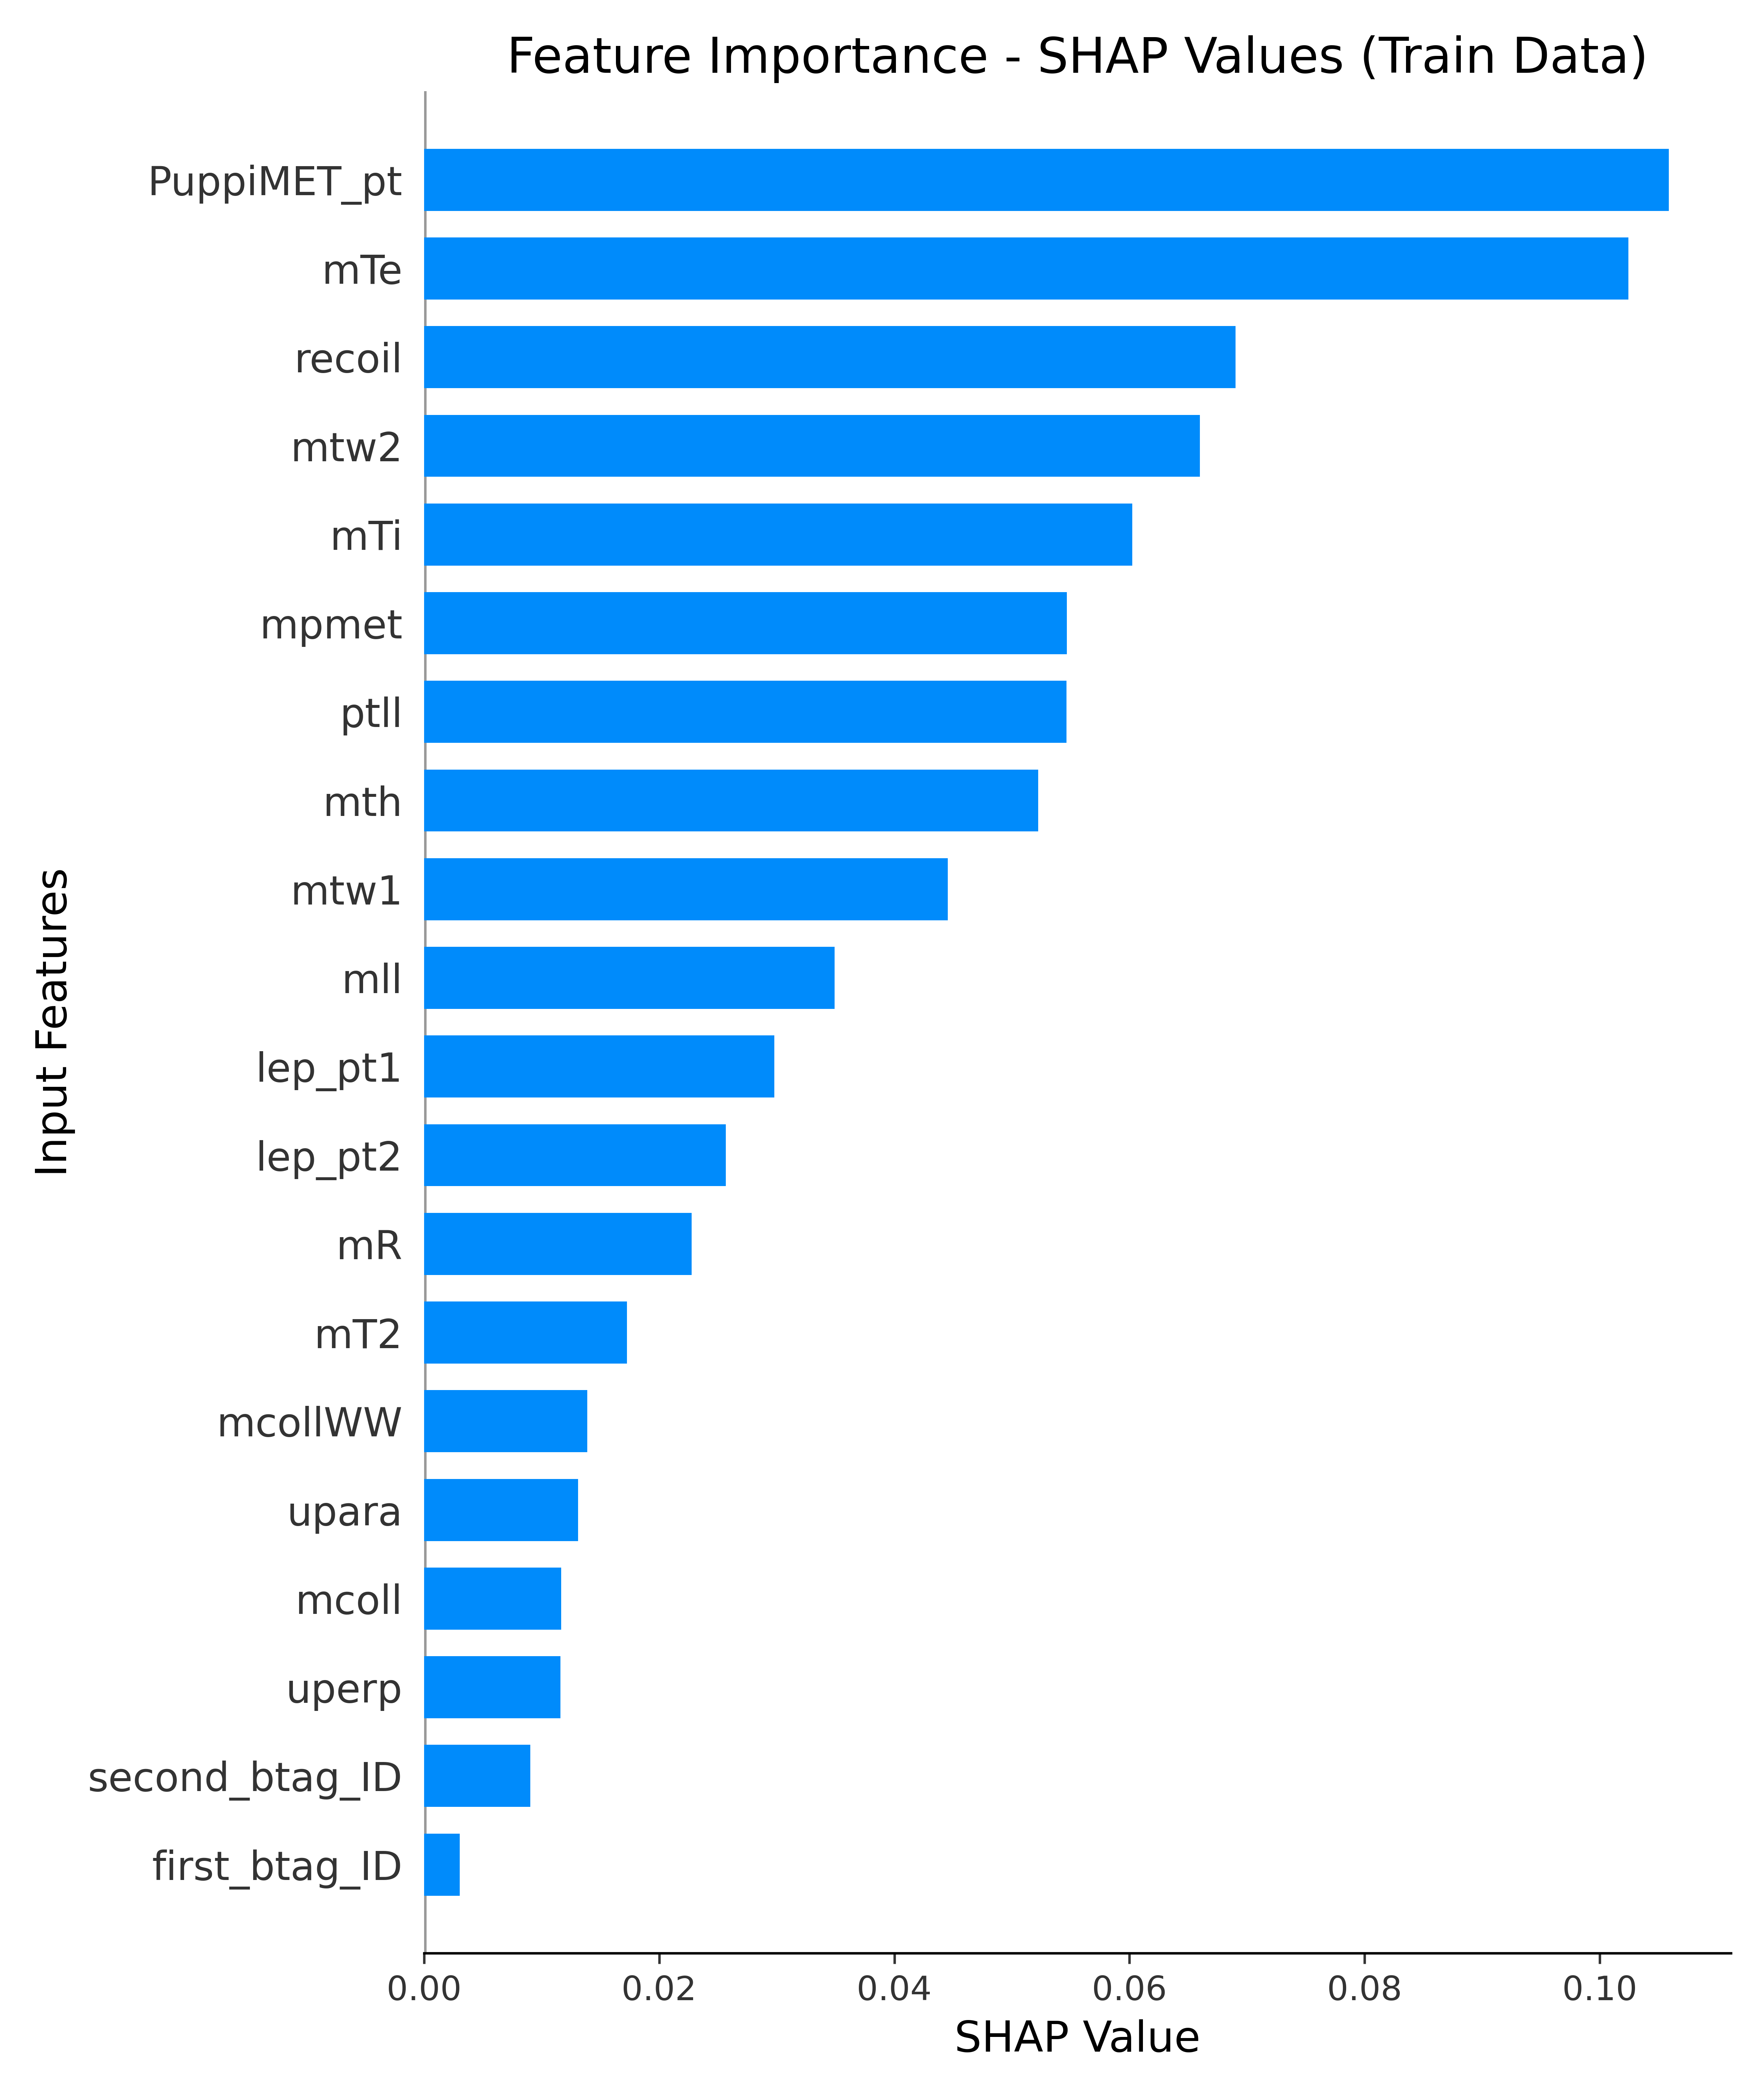 Feature Importance - SHAP Values (Train Data)
PuppiMET_pt
mTe
recoil
mtw2
mTi
mpmet
ptll
mth
mtw1
mll
lep_pt1
lep_pt2
mR
mT2
mcollWW
upara
mcoll
uperp
second_btag_ID
first_btag_ID
Input Features
0.00 0.02 0.04 0.06 0.08 0.10
SHAP Value